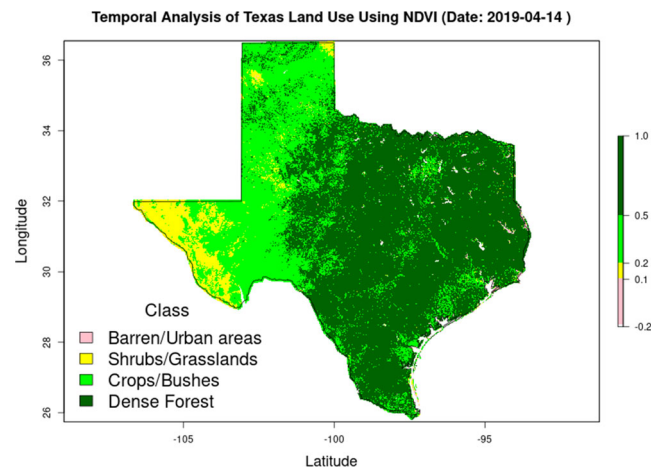 Temporal Analysis of Texas Land Use Using NDVI (Date: 2019-04-14 )
36
34
32
30
28
26
Longitude
Class
Barren/Urban areas
Shrubs/Grasslands
Crops/Bushes
Dense Forest
-105
-100
-95
Latitude
1.0
0.5
0.2
0.1
-0.2